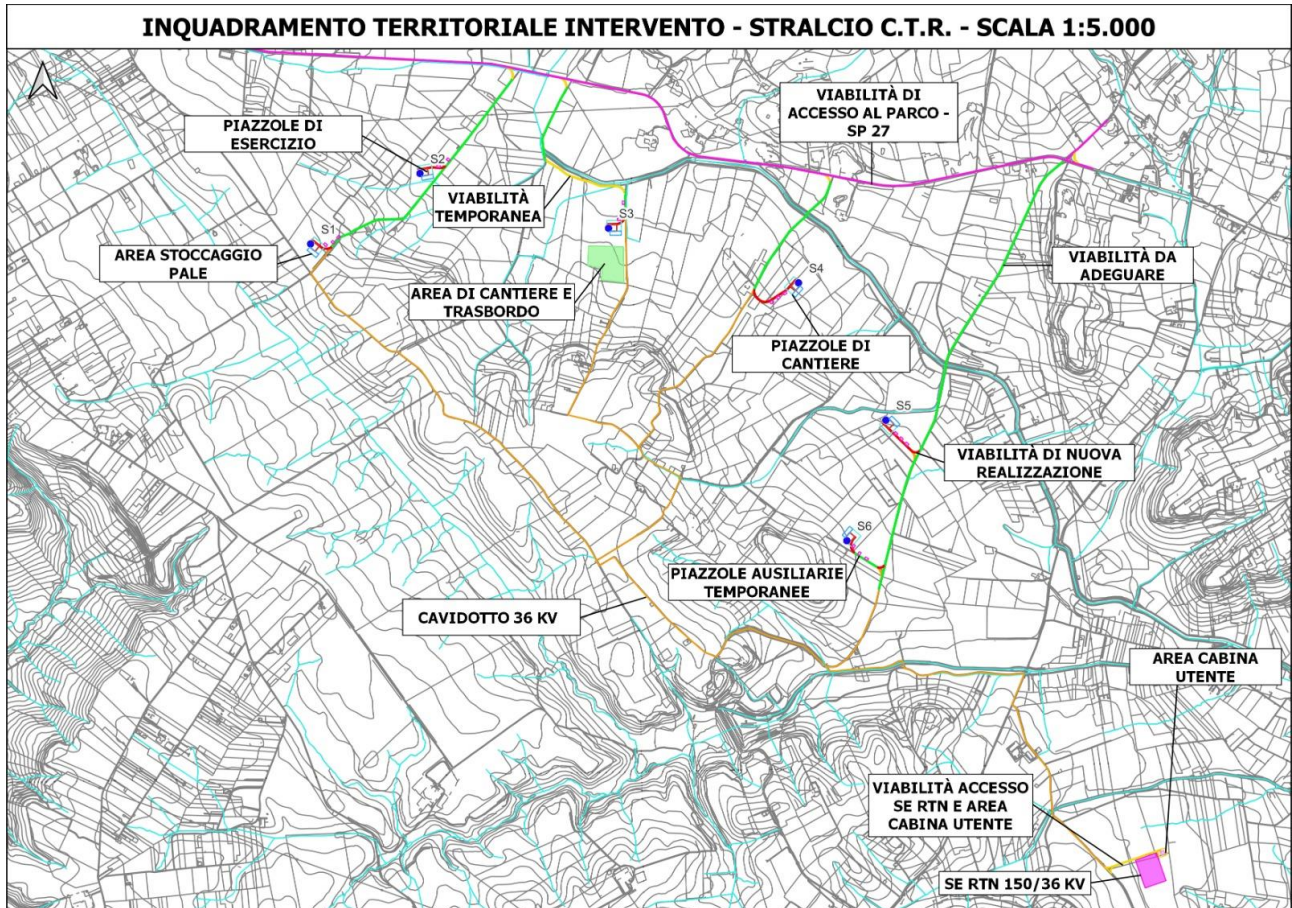 INQUADRAMENTO TERRITORIALE INTERVENTO - STRALCIO C.T.R. - SCALA 1:5.000
VIABILITÀ DI
ACCESSO AL PARCO -
SP 27
PIAZZOLE DI
ESERCIZIO
S2
VIABILITÀ
TEMPORANEA
S3
S1
AREA STOCCAGGIO
PALE
VIABILITÀ DA
ADEGUARE
AREA DI CANTIERE E
TRASBORDO
S4
PIAZZOLE DI
CANTIERE
S5
VIABILITÀ DI NUOVA
REALIZZAZIONE
S6
PIAZZOLE AUSILIARIE
TEMPORANEE
CAVIDOTTO 36 KV
AREA CABINA
UTENTE
VIABILITÀ ACCESSO
SE RTN E AREA
CABINA UTENTE
SE RTN 150/36 KV